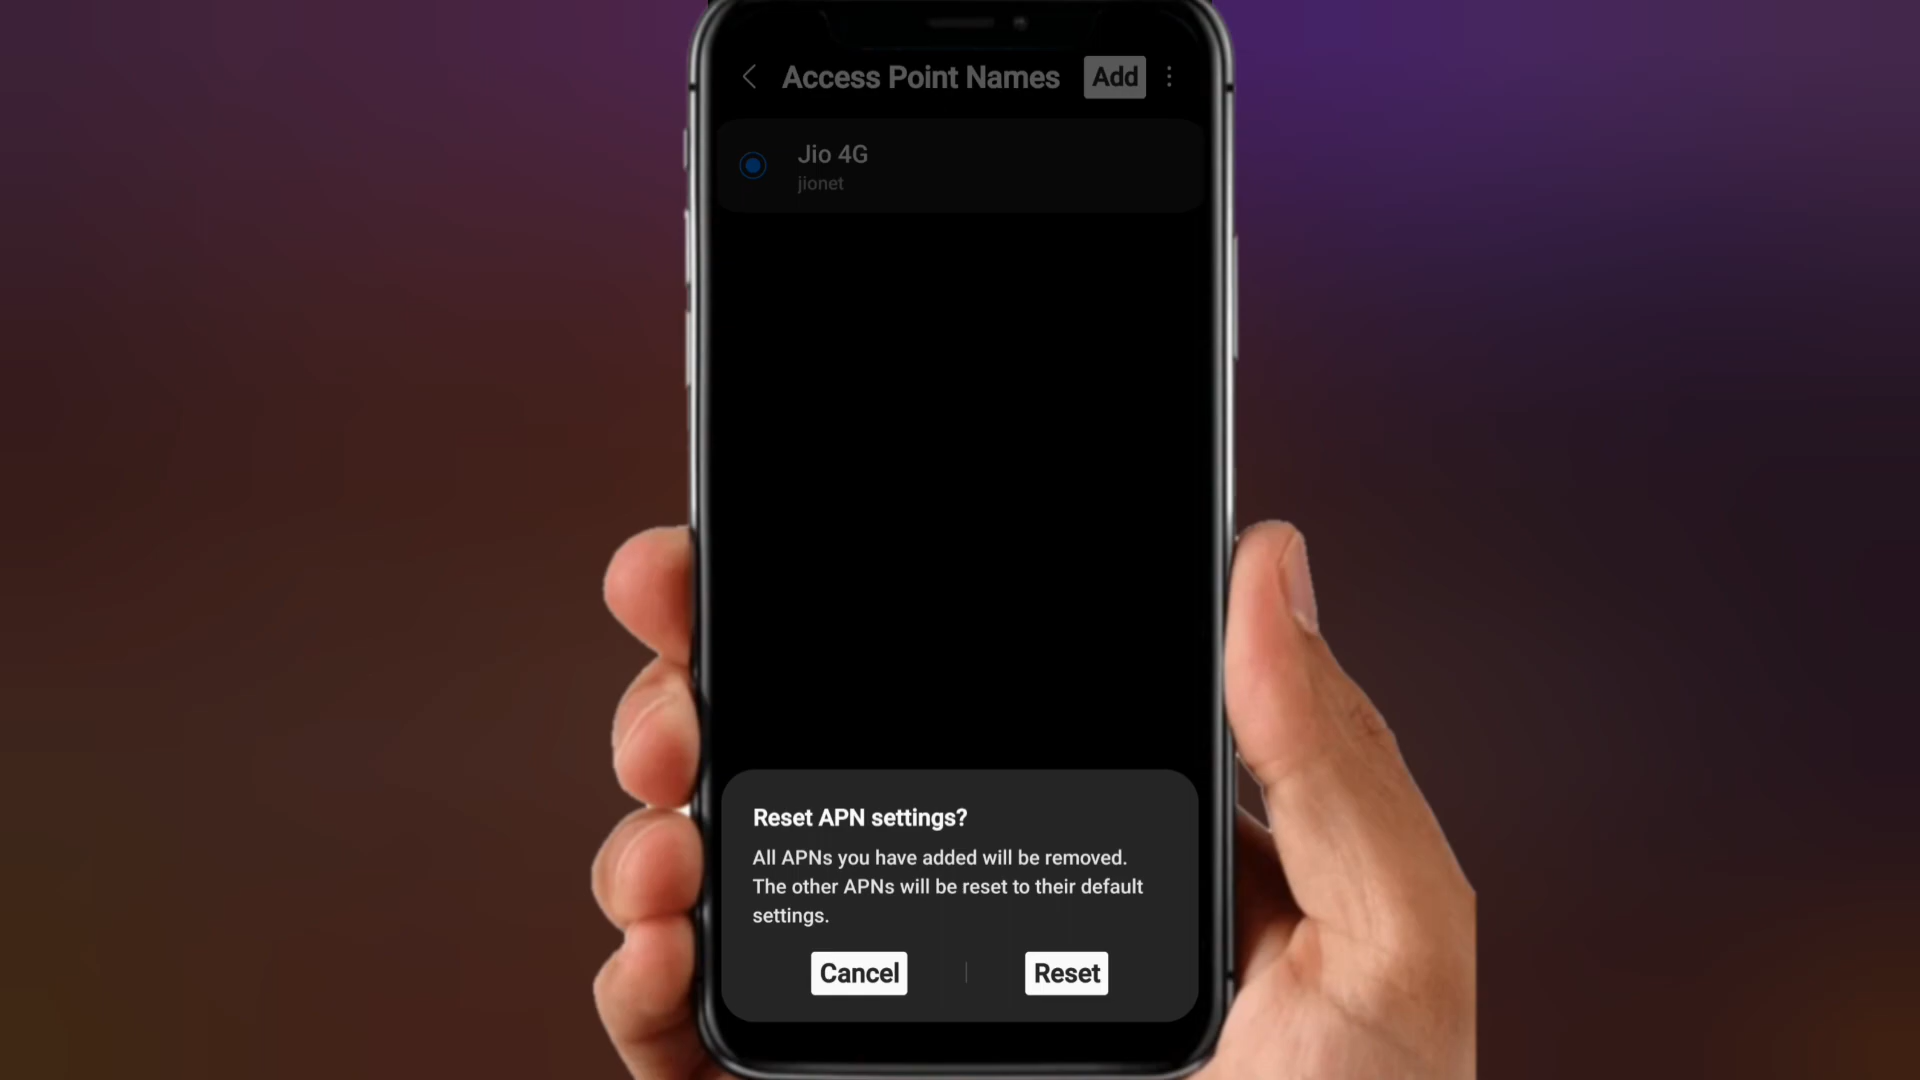 Access Point Names Add
Jio 4G
jionet
Reset APN settings?
All APNs you have added will be removed.
The other APNs will be reset to their default
settings.
Cancel Reset